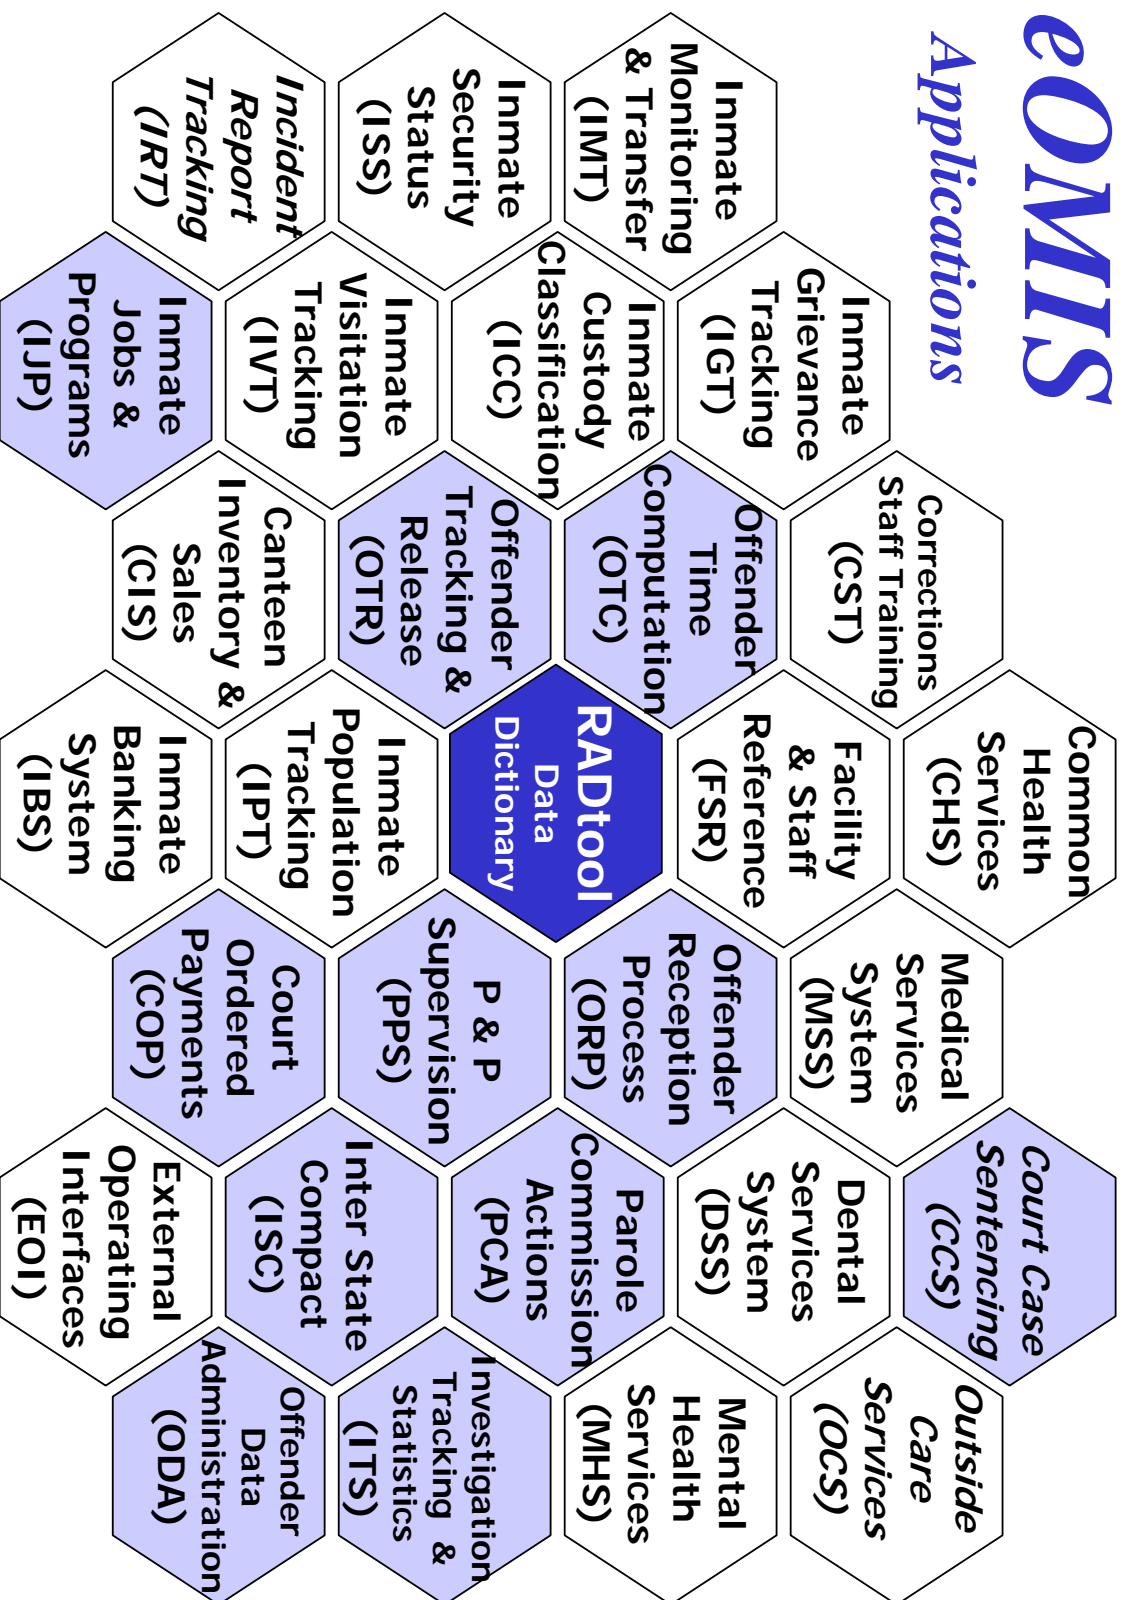 eOMIS
Applications
Common
Health
Services
(CHS)
Court Case
Sentencing
(CCS)
Corrections
Staff Training
(CST)
Medical
Services
System
(MSS)
Outside
Care
Services
(OCS)
Inmate
Grievance
Tracking
(IGT)
Facility
& Staff
Reference
(FSR)
Dental
Services
System
(DSS)
Inmate
Monitoring
& Transfer
(IMT)
Offender
Time
Computation
(OTC)
Offender
Reception
Process
(ORP)
Mental
Health
Services
(MHS)
Inmate
Custody
Classification
(ICC)
RADtool
Data
Dictionary
Parole
Commission
Actions
(PCA)
Inmate
Security
Status
(ISS)
Offender
Tracking &
Release
(OTR)
P & P
Supervision
(PPS)
Investigation
Tracking &
Statistics
(ITS)
Inmate
Visitation
Tracking
(IVT)
Inmate
Population
Tracking
(IPT)
Inter State
Compact
(ISC)
Incident
Report
Tracking
(IRT)
Canteen
Inventory &
Sales
(CIS)
Court
Ordered
Payments
(COP)
Offender
Data
Administration
(ODA)
Inmate
Jobs &
Programs
(IJP)
Inmate
Banking
System
(IBS)
External
Operating
Interfaces
(EOI)